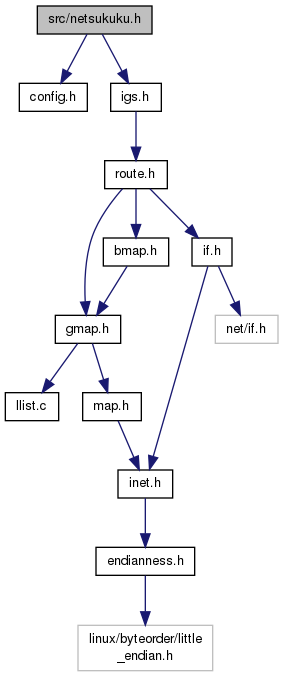 src/netsukuku.h
config.h
igs.h
route.h
bmap.h
if.h
gmap.h
net/if.h
llist.c
map.h
inet.h
endianness.h
linux/byteorder/little
_endian.h